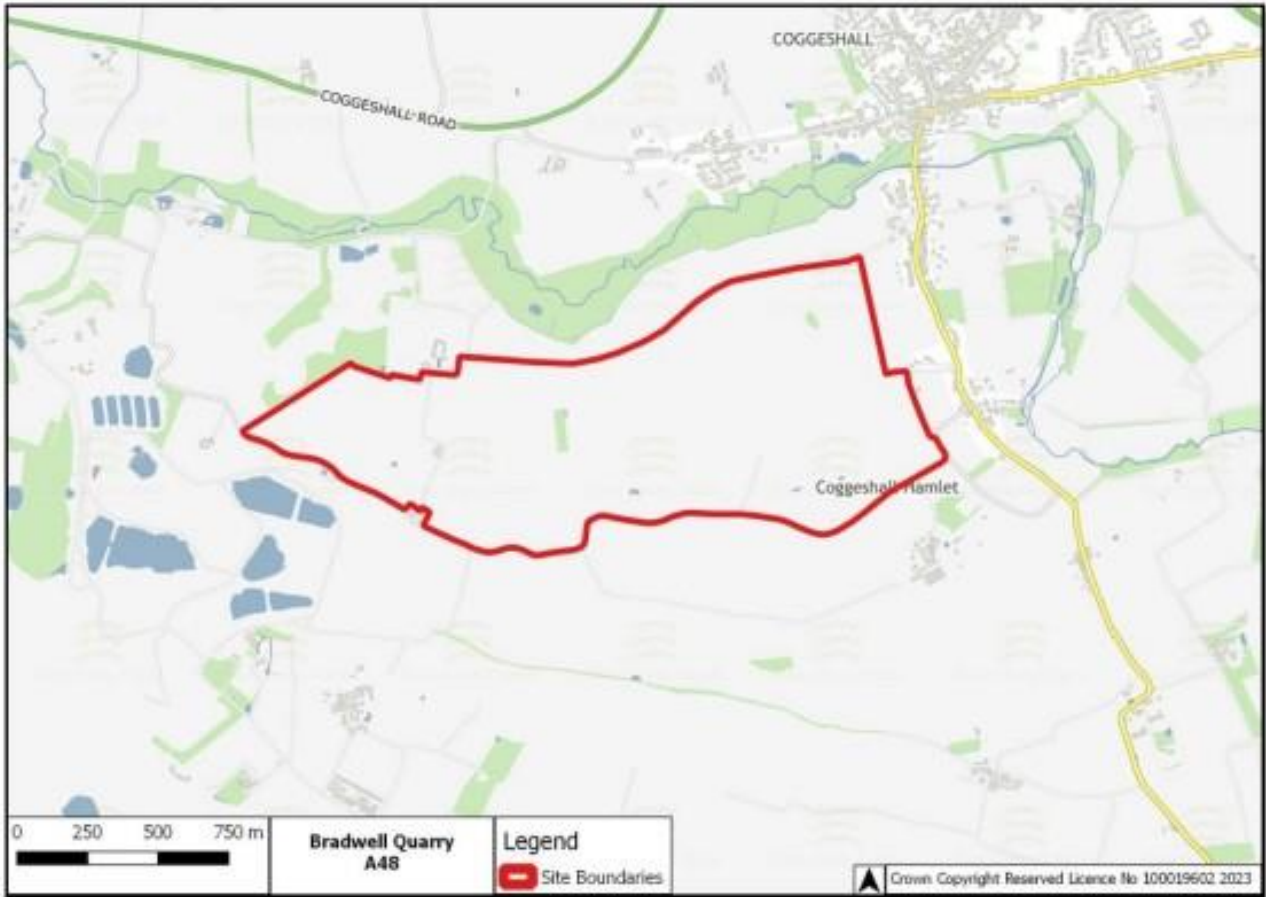 COGGESHALL
COGGESHALL ROAD
Coggeshall Hamlet
0 250 500 750 m
Bradwell Quarry
A48
Legend
Site Boundaries
Crown Copyright Reserved Licence No 100019602 2023